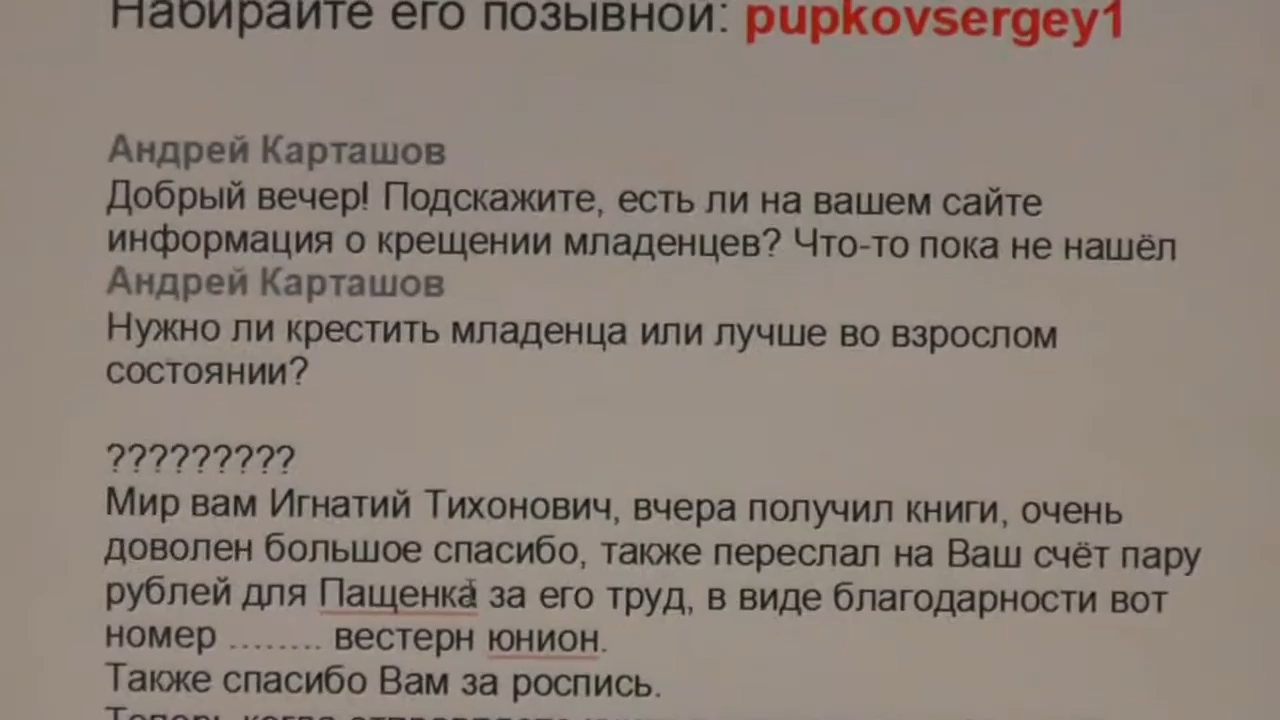 Набирайте его позывной: pupkovsergey1
Андрей Карташов
Добрый вечер! Подскажите, есть ли на вашем сайте
информация о крещении младенцев? Что-то пока не нашёл
Андрей Карташов
Нужно ли крестить младенца или лучше во взрослом
состоянии?
?????????
Мир вам Игнатий Тихонович, вчера получил книги, очень
доволен большое спасибо, также переслал на Ваш счёт пару
рублей для Пащенка за его труд, в виде благодарности вот
номер ........ вестерн юнион.
Также спасибо Вам за роспись.
Теперь когда